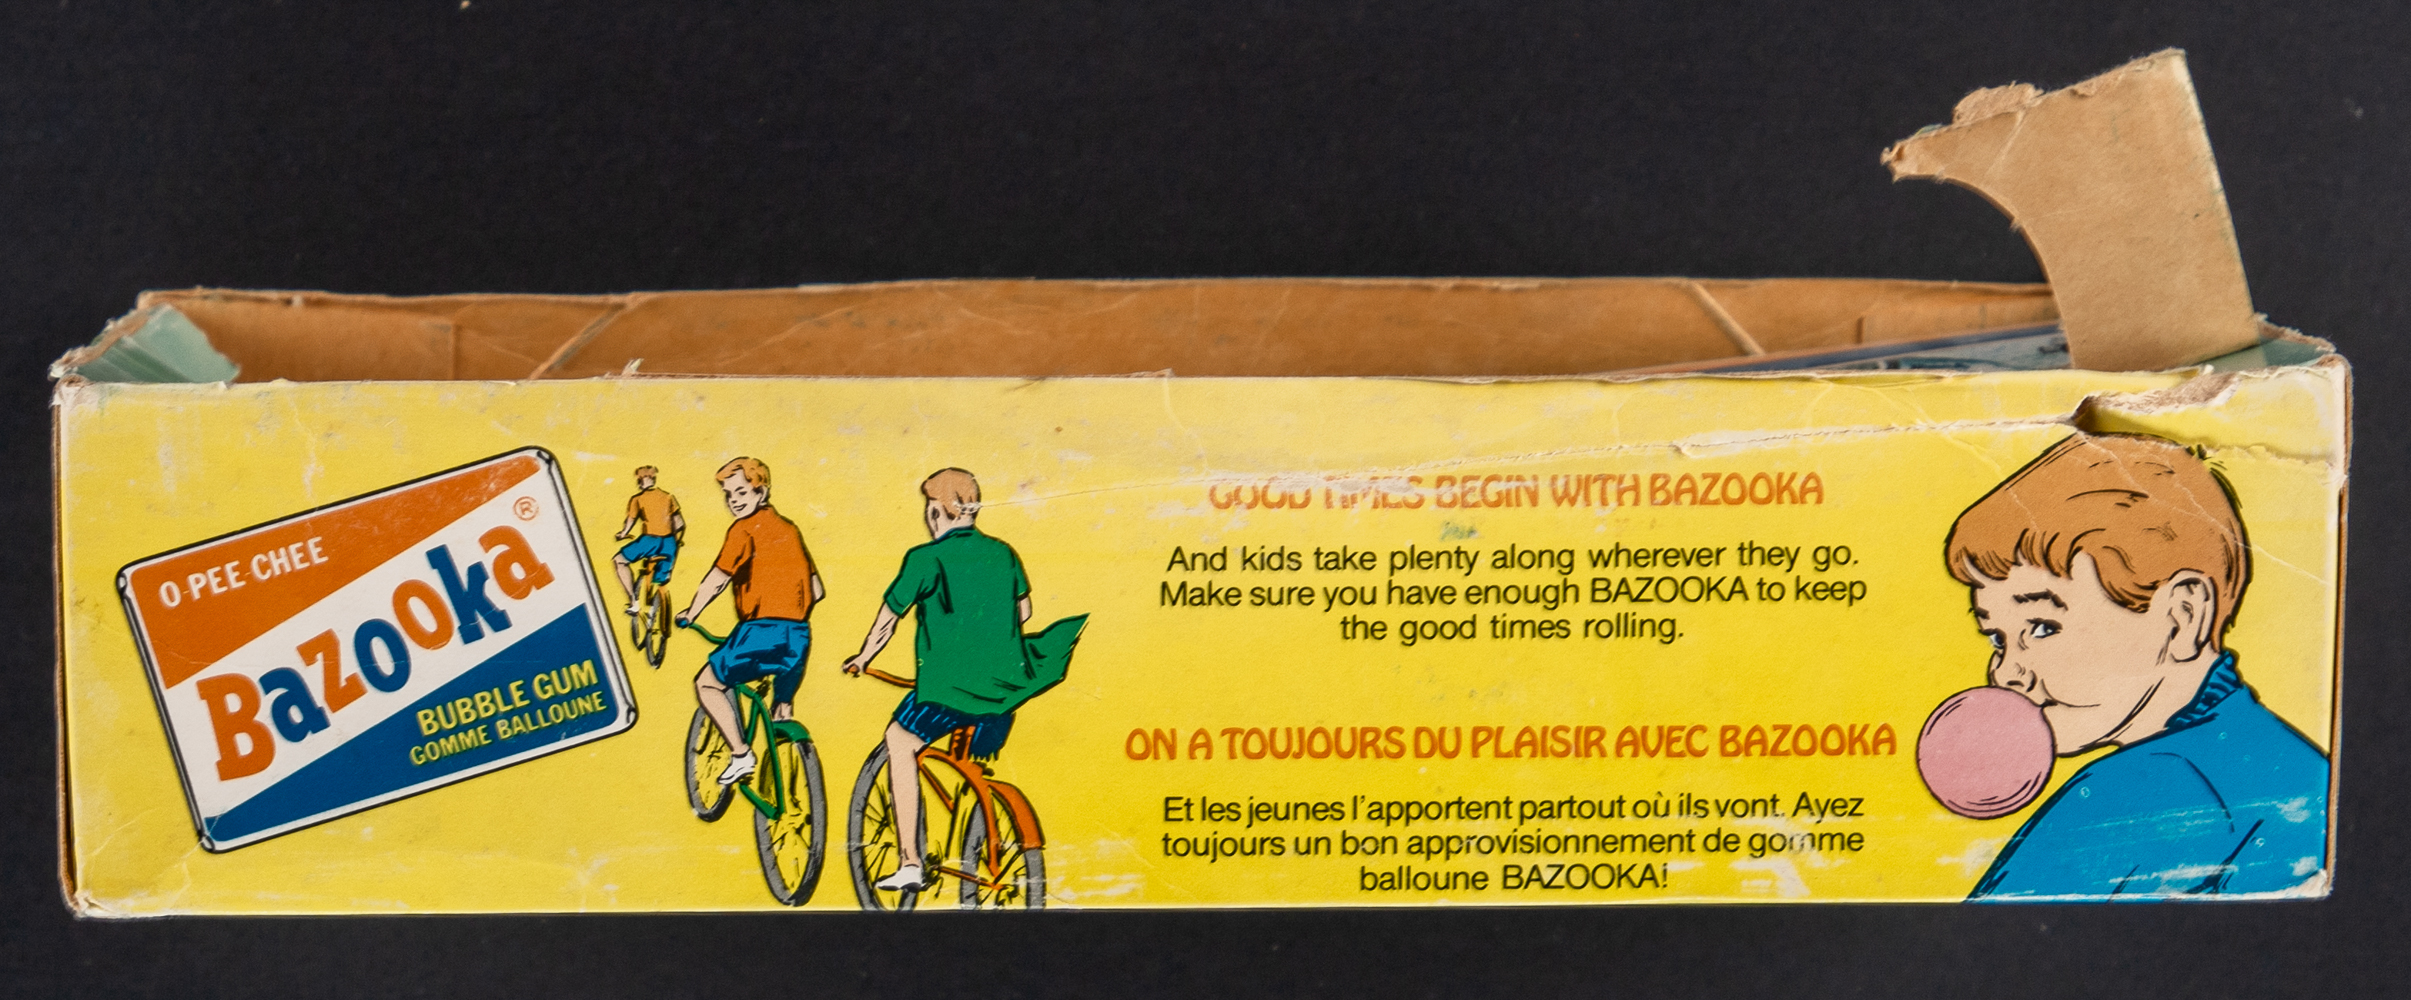 O-PEE-CHEE
Bazooka®
BUBBLE GUM
GOMME BALLOUNE
GOOD TIMES BEGIN WITH BAZOOKA
And kids take plenty along wherever they go.
Make sure you have enough BAZOOKA to keep
the good times rolling.
ON A TOUJOURS DU PLAISIR AVEC BAZOOKA
Et les jeunes l'apportent partout où ils vont. Ayez
toujours un bon approvisionnement de gomme
balloune BAZOOKA!